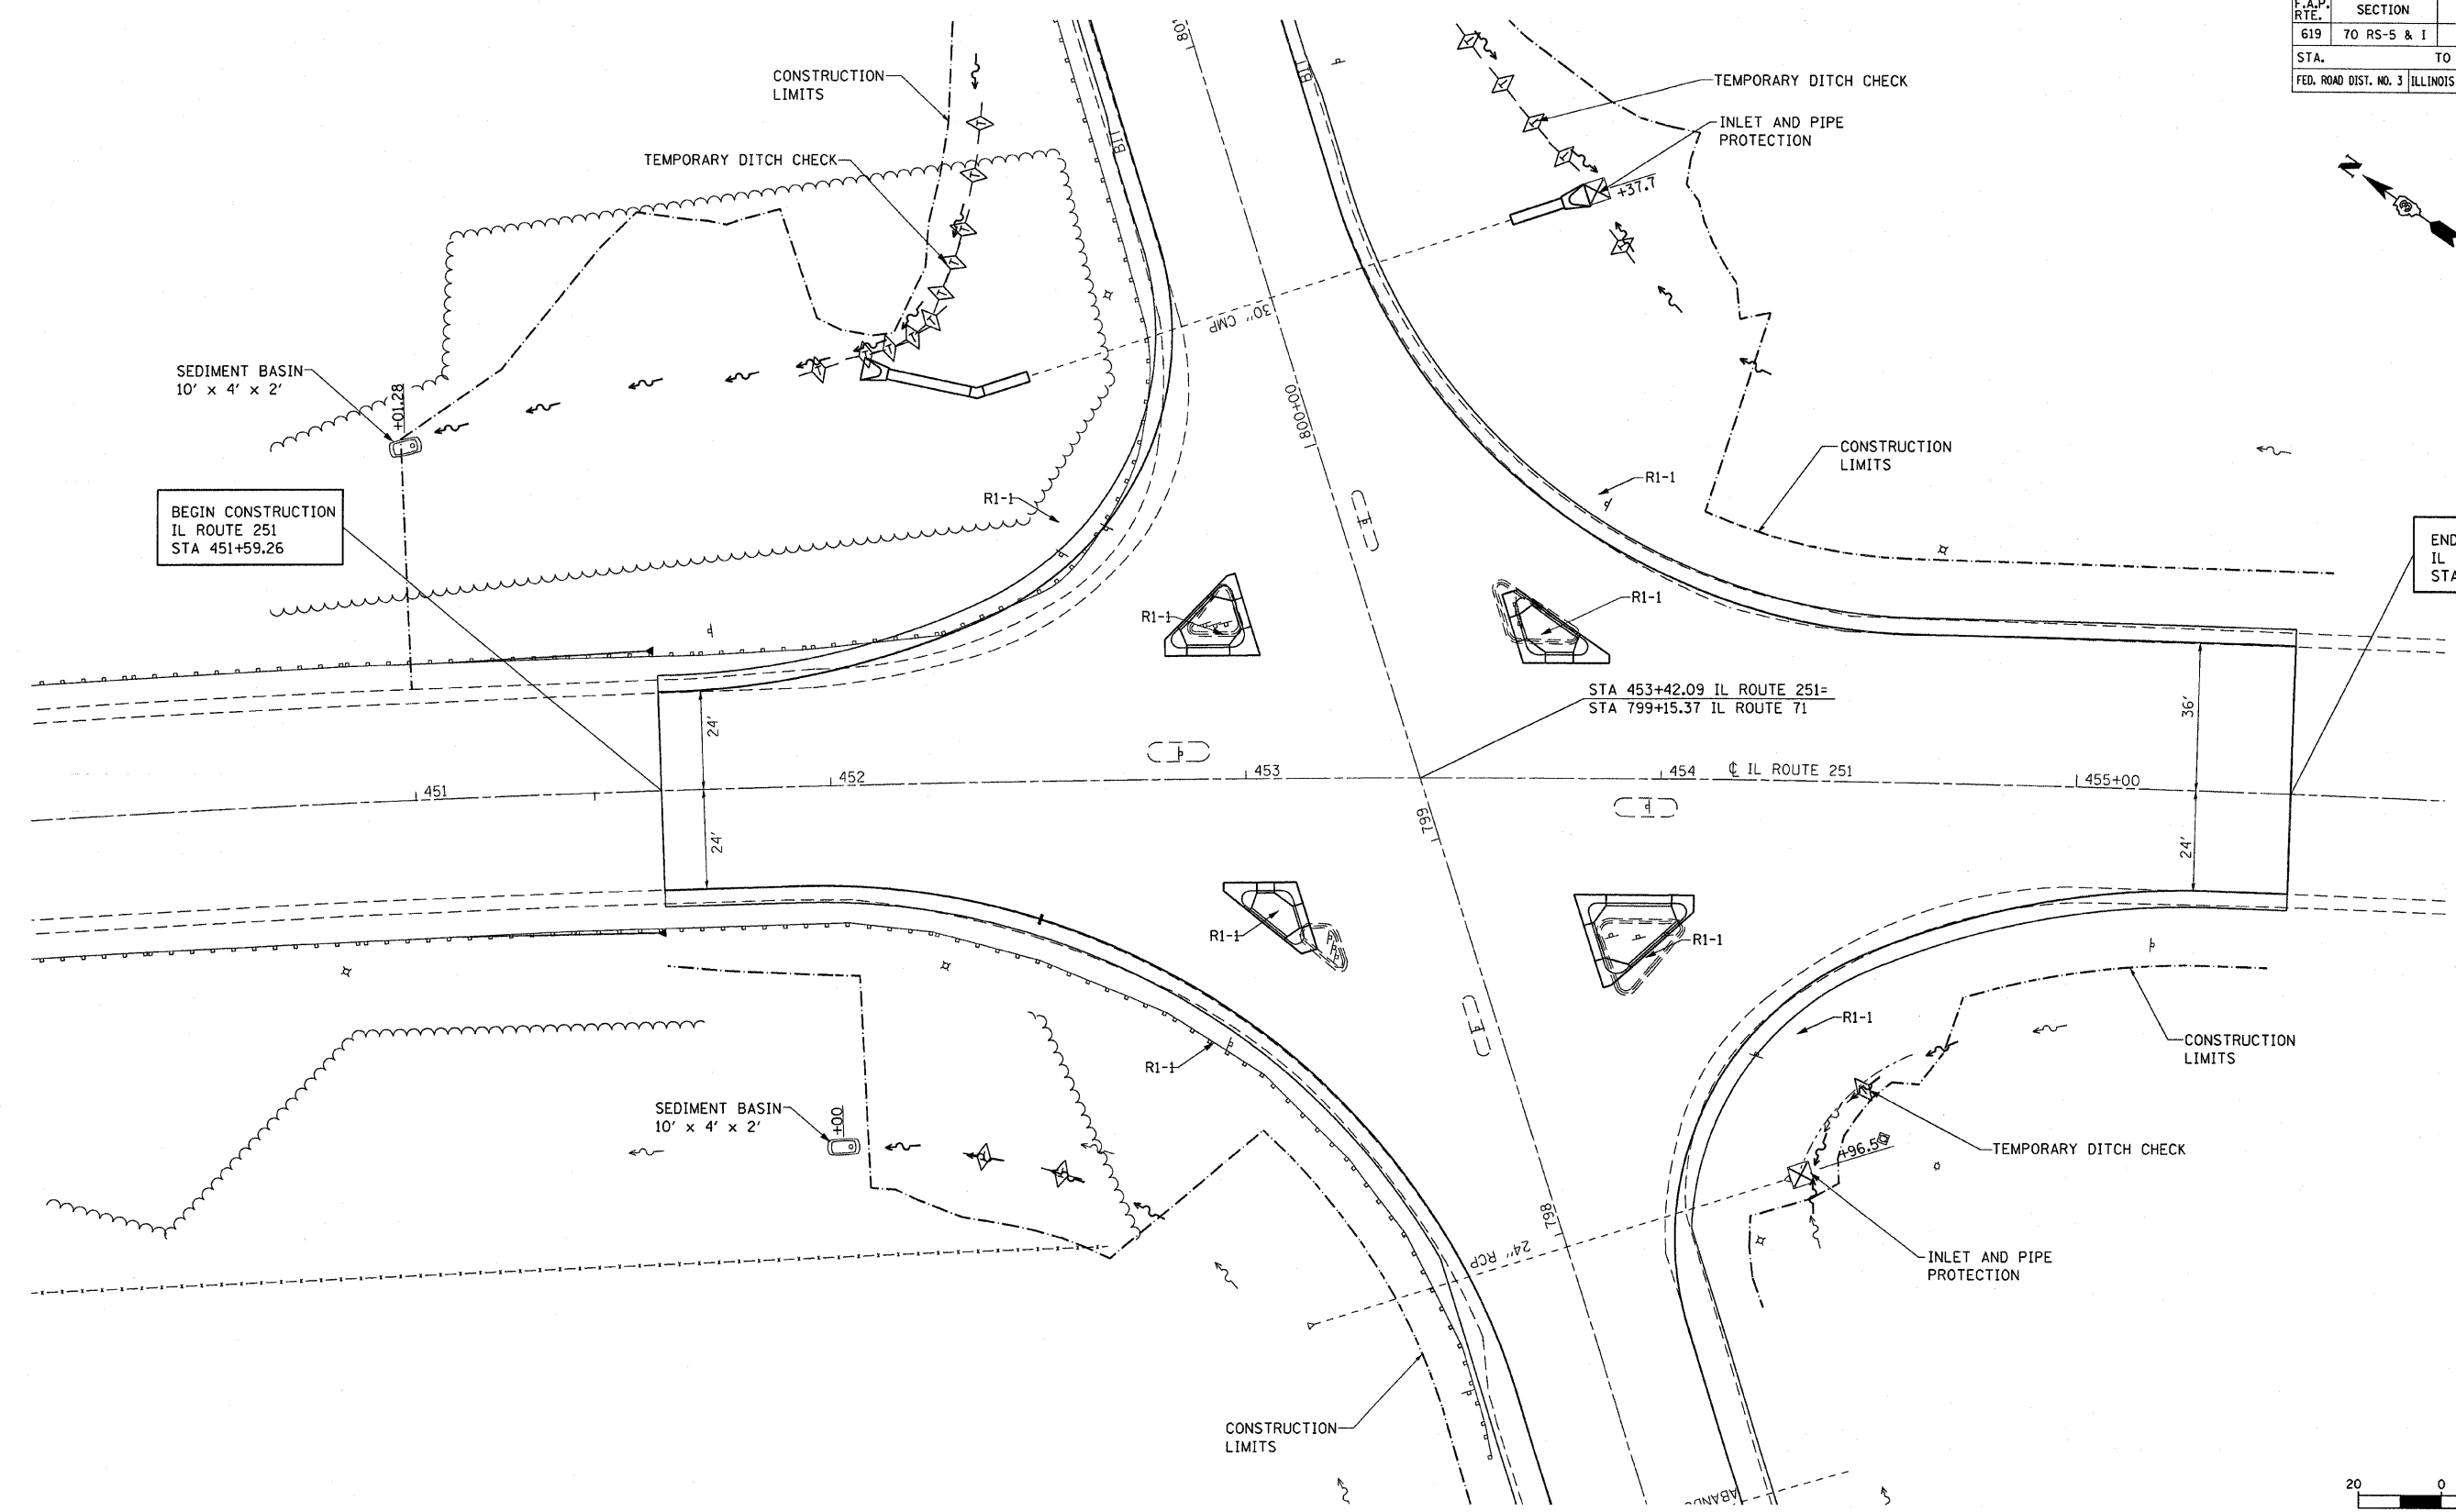 F.A.P.
RTE.
SECTION
619
70 RS-5 & I
STA.
TO
FED. ROAD DIST. NO. 3
ILLINOIS
N
CONSTRUCTION
LIMITS
TEMPORARY DITCH CHECK
TEMPORARY DITCH CHECK
INLET AND PIPE
PROTECTION
+37.7
801
30" CMP
SEDIMENT BASIN
10' x 4' x 2'
+01.28
800+00
CONSTRUCTION
LIMITS
R1-1
R1-1
BEGIN CONSTRUCTION
IL ROUTE 251
STA 451+59.26
END
IL
STA
R1-1
R1-1
STA 453+42.09 IL ROUTE 251=
STA 799+15.37 IL ROUTE 71
24'
36'
451
452
453
454
℄ IL ROUTE 251
455+00
24'
24'
799
R1-1
R1-1
R1-1
R1-1
CONSTRUCTION
LIMITS
SEDIMENT BASIN
10' x 4' x 2'
+00
TEMPORARY DITCH CHECK
+96.5
798
24" RCP
INLET AND PIPE
PROTECTION
CONSTRUCTION
LIMITS
20
0